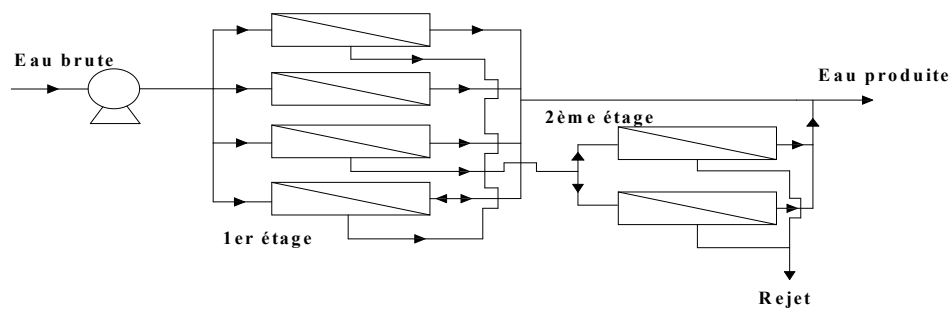 Eau brute
Eau produite
2ème étage
1er étage
Rejet